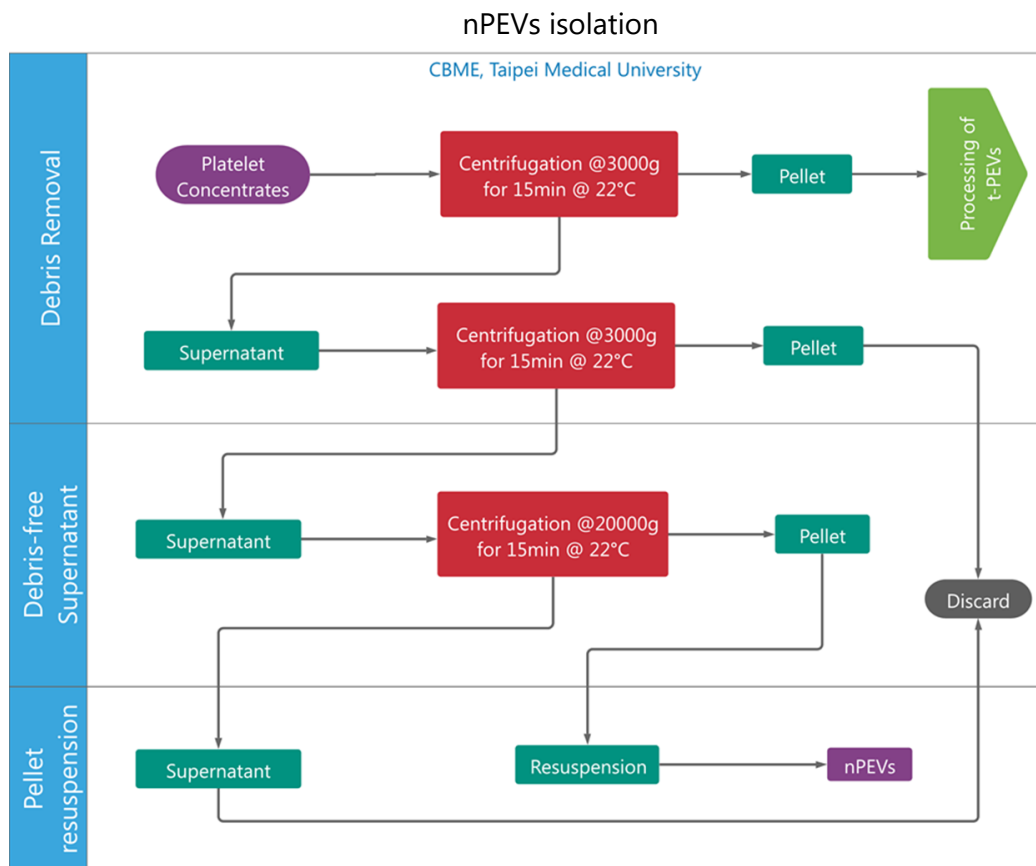 nPEVs isolation
CBME, Taipei Medical University
Debris Removal
Platelet
Concentrates
Centrifugation @3000g
for 15min @ 22°C
Pellet
Processing of
t-PEVs
Supernatant
Centrifugation @3000g
for 15min @ 22°C
Pellet
Debris-free
Supernatant
Supernatant
Centrifugation @20000g
for 15min @ 22°C
Pellet
Discard
Pellet
resuspension
Supernatant
Resuspension
nPEVs